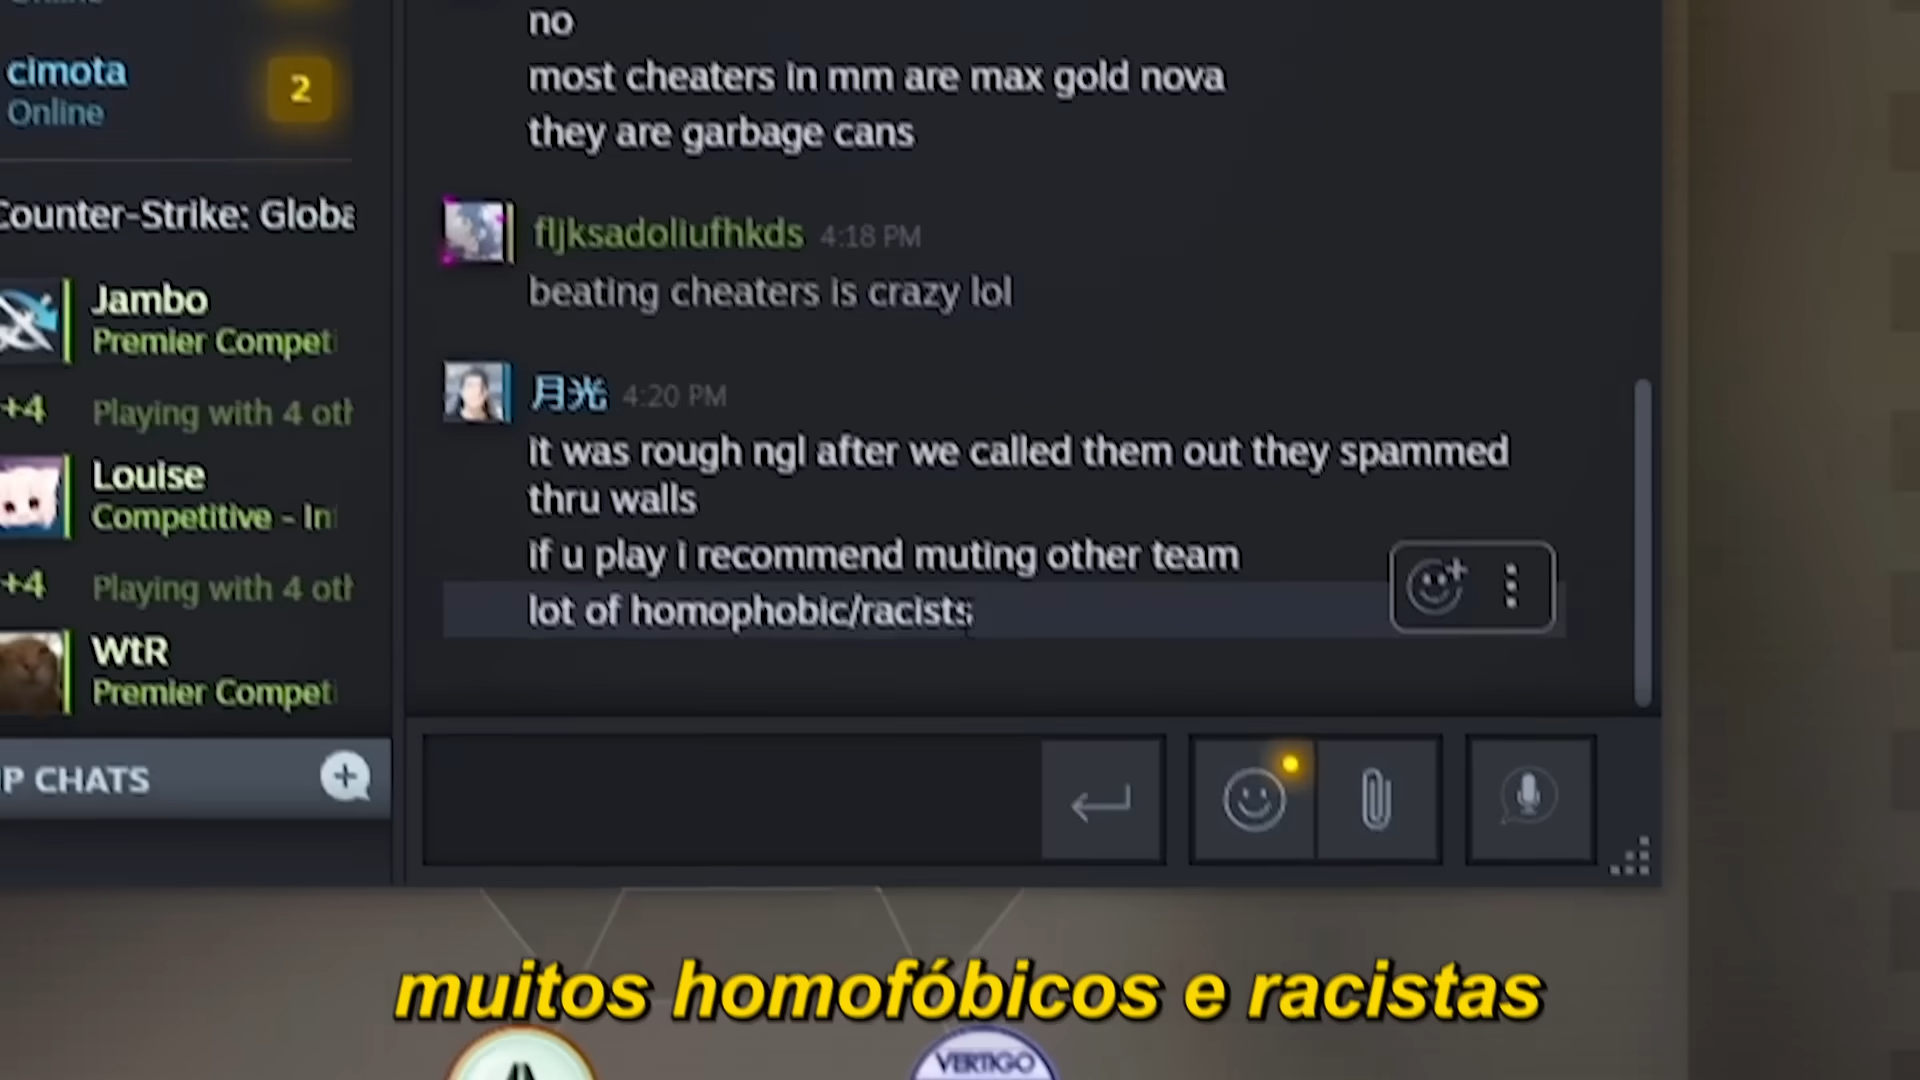 Online
cimota
2
Online
Counter-Strike: Globa
Jambo
Premier Competi
+4
Playing with 4 oth
Louise
Competitive - In
+4
Playing with 4 oth
WtR
Premier Competi
P CHATS
no
most cheaters in mm are max gold nova
they are garbage cans
fljksadoliufhkds 4:18 PM
beating cheaters is crazy lol
月光 4:20 PM
it was rough ngl after we called them out they spammed
thru walls
if u play i recommend muting other team
lot of homophobic/racists
muitos homofóbicos e racistas
VERTIGO